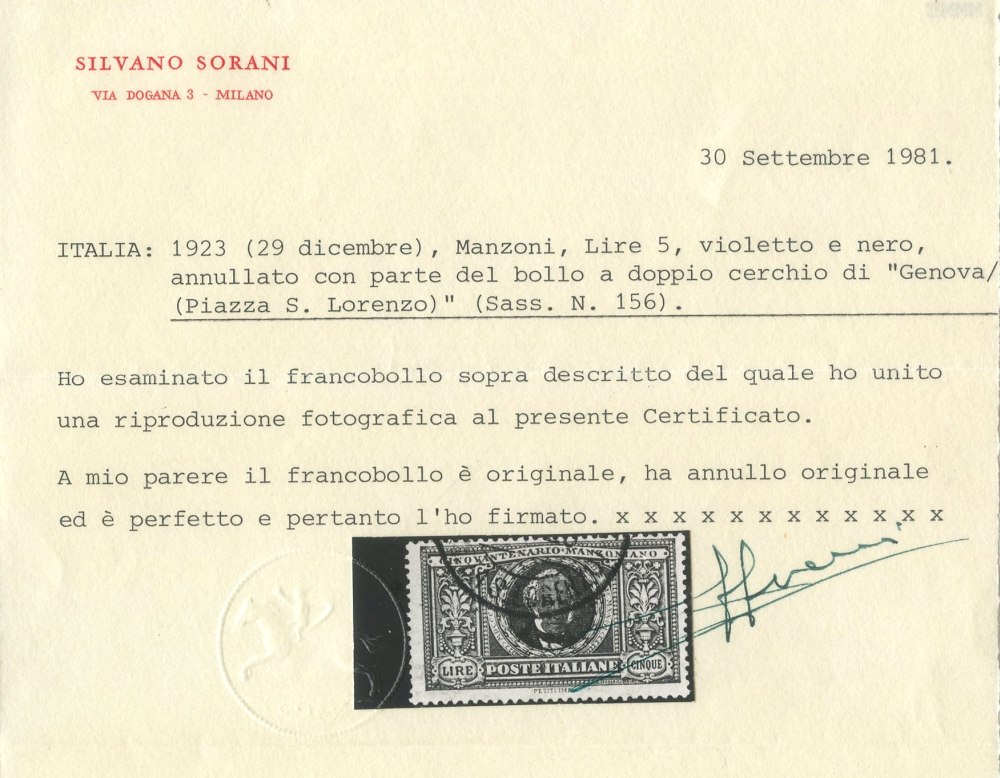 SILVANO SORANI
VIA DOGANA 3 - MILANO
30 Settembre 1981.
ITALIA: 1923 (29 dicembre), Manzoni, Lire 5, violetto e nero,
annullato con parte del bollo a doppio cerchio di "Genova/
(Piazza S. Lorenzo)" (Sass. N. 156).
Ho esaminato il francobollo sopra descritto del quale ho unito
una riproduzione fotografica al presente Certificato.
A mio parere il francobollo è originale, ha annullo originale
ed è perfetto e pertanto l'ho firmato. x x x x x x x x x x x x
CINQVANTENARIO·MANZONIANO
LIRE POSTE ITALIANE CINQUE